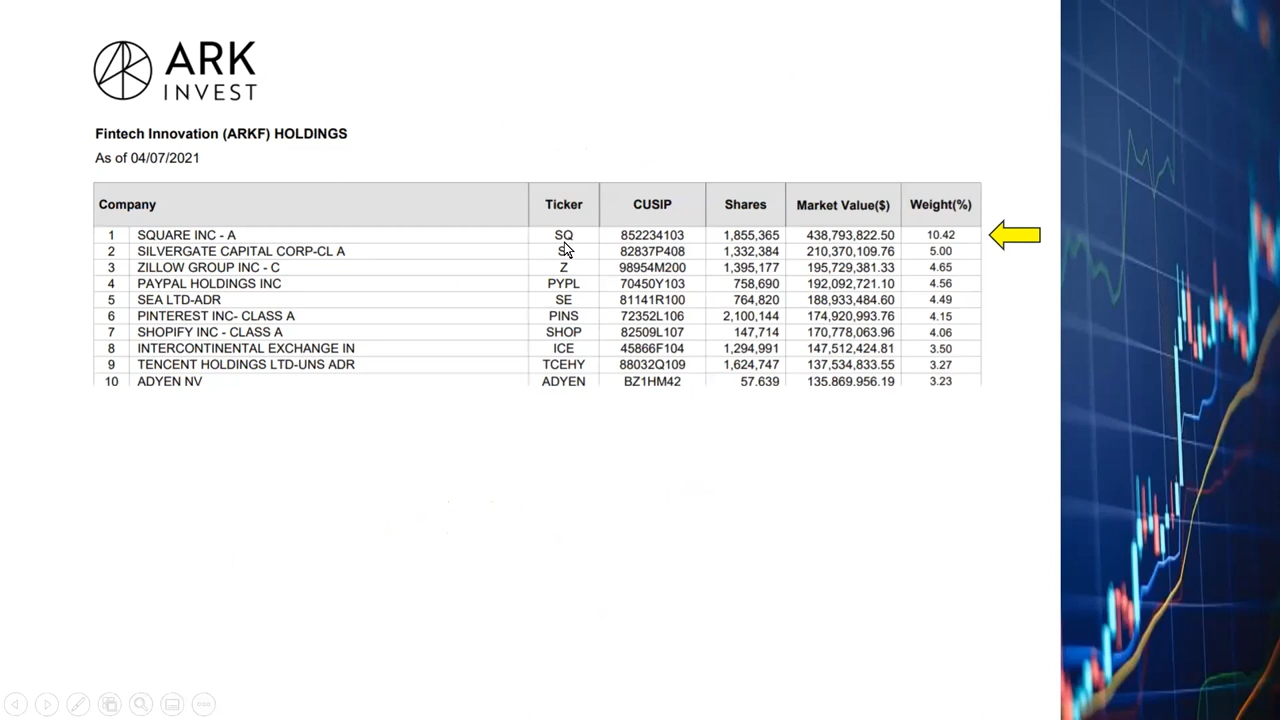 ARK
INVEST
Fintech Innovation (ARKF) HOLDINGS
As of 04/07/2021
Company Ticker CUSIP Shares Market Value($) Weight(%)
1 SQUARE INC - A SQ 852234103 1,855,365 438,793,822.50 10.42
2 SILVERGATE CAPITAL CORP-CL A 82837P408 1,332,384 210,370,109.76 5.00
3 ZILLOW GROUP INC - C Z 98954M200 1,395,177 195,729,381.33 4.65
4 PAYPAL HOLDINGS INC PYPL 70450Y103 758,690 192,092,721.10 4.56
5 SEA LTD-ADR SE 81141R100 764,820 188,933,484.60 4.49
6 PINTEREST INC- CLASS A PINS 72352L106 2,100,144 174,920,993.76 4.15
7 SHOPIFY INC - CLASS A SHOP 82509L107 147,714 170,778,063.96 4.06
8 INTERCONTINENTAL EXCHANGE IN ICE 45866F104 1,294,991 147,512,424.81 3.50
9 TENCENT HOLDINGS LTD-UNS ADR TCEHY 88032Q109 1,624,747 137,534,833.55 3.27
10 ADYEN NV ADYEN BZ1HM42 57,639 135,869,956.19 3.23